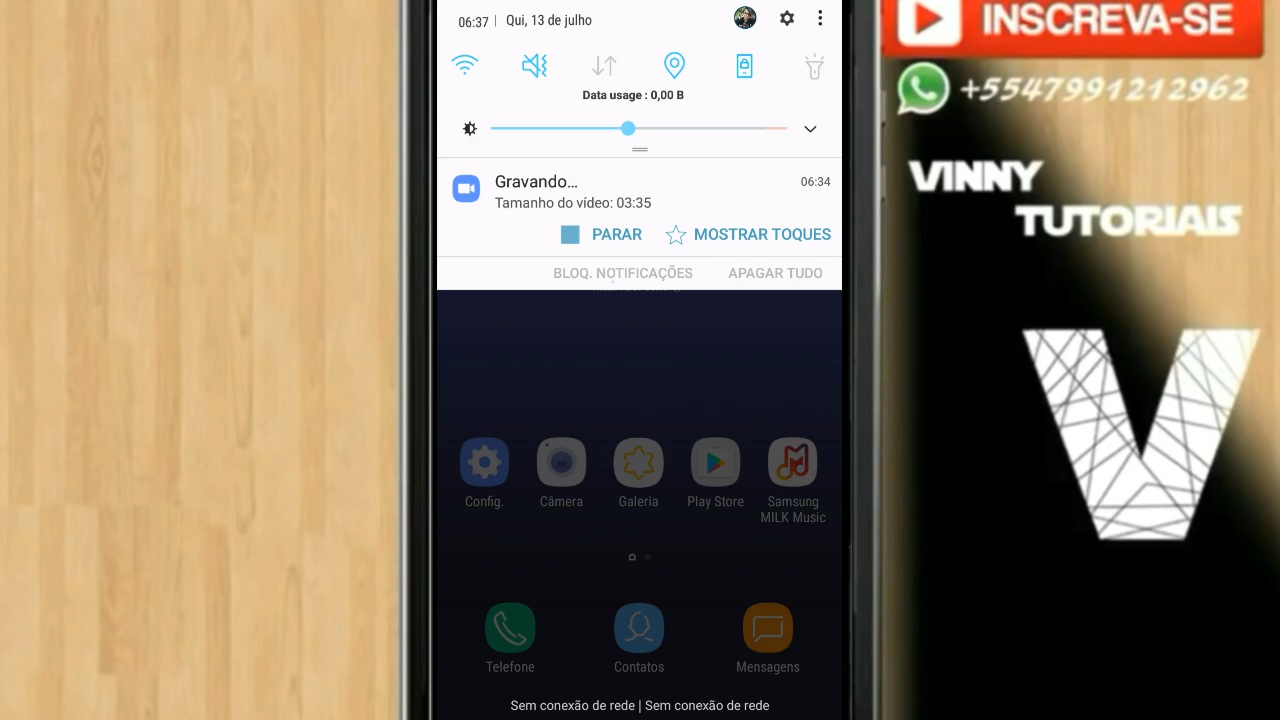 06:37 | Qui, 13 de julho
Data usage : 0,00 B
Gravando...
06:34
Tamanho do vídeo: 03:35
PARAR
MOSTRAR TOQUES
BLOQ. NOTIFICAÇÕES
APAGAR TUDO
Config.
Câmera
Galeria
Play Store
Samsung
MILK Music
Telefone
Contatos
Mensagens
Sem conexão de rede | Sem conexão de rede
INSCREVA-SE
+5547991212962
VINNY
TUTORIAIS
V